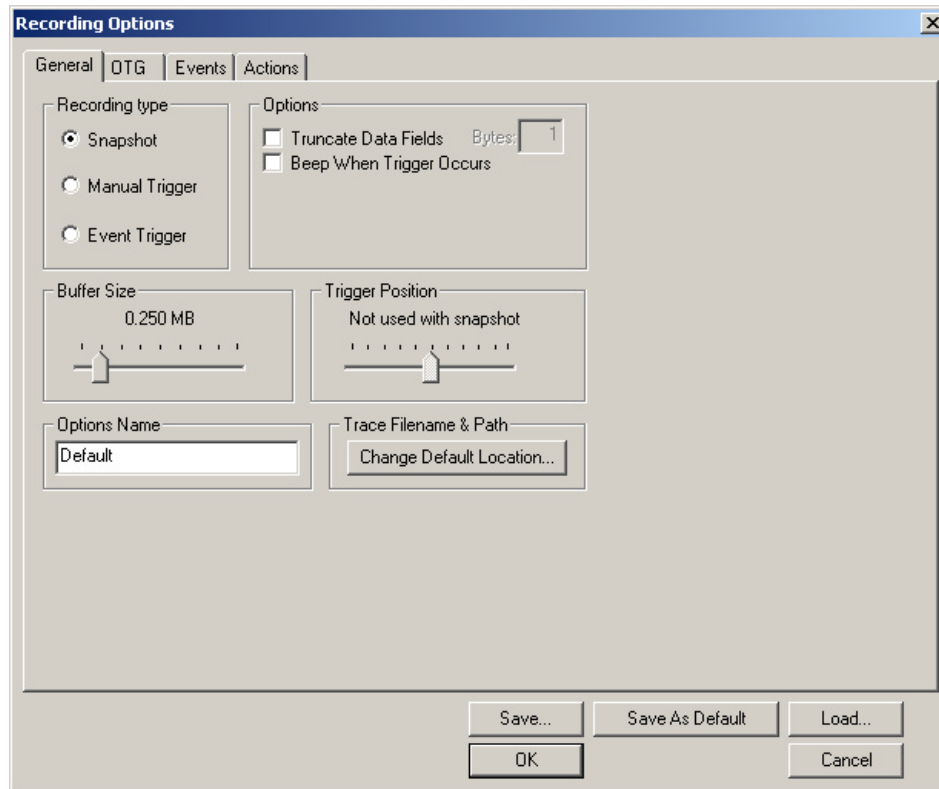 Recording Options
General OTG Events Actions
Recording type
Snapshot
Manual Trigger
Event Trigger
Options
Truncate Data Fields Bytes: 1
Beep When Trigger Occurs
Buffer Size
0.250 MB
Trigger Position
Not used with snapshot
Options Name
Default
Trace Filename & Path
Change Default Location...
Save... Save As Default Load...
OK Cancel